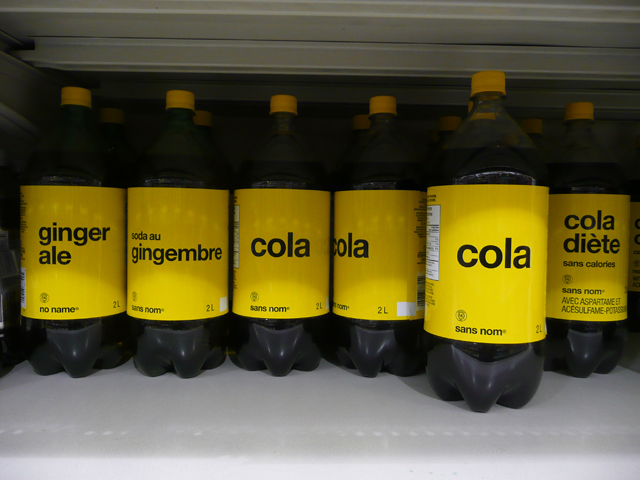 ginger
ale
no name®
2 L
soda au
gingembre
sans nom®
2 L
cola
sans nom®
2 L
cola
nom®
2 L
cola
sans nom®
2 L
cola
diète
sans calories
sans nom®
AVEC ASPARTAME ET
ACÉSULFAME-POTASSIUM